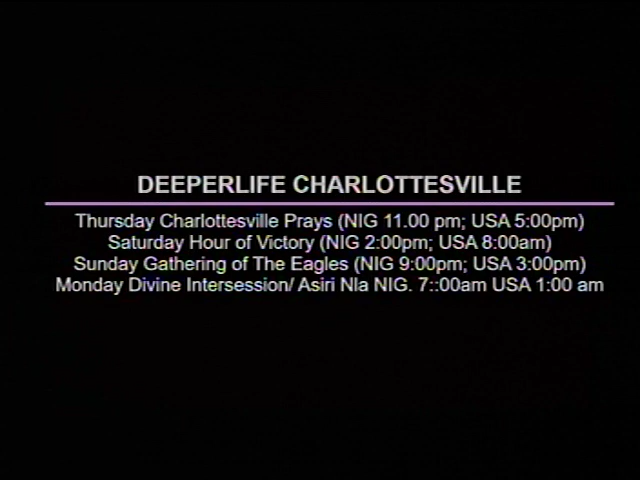 DEEPERLIFE CHARLOTTESVILLE
Thursday Charlottesville Prays (NIG 11.00 pm; USA 5:00pm)
Saturday Hour of Victory (NIG 2:00pm; USA 8:00am)
Sunday Gathering of The Eagles (NIG 9:00pm; USA 3:00pm)
Monday Divine Intersession/ Asiri Nla NIG. 7::00am USA 1:00 am